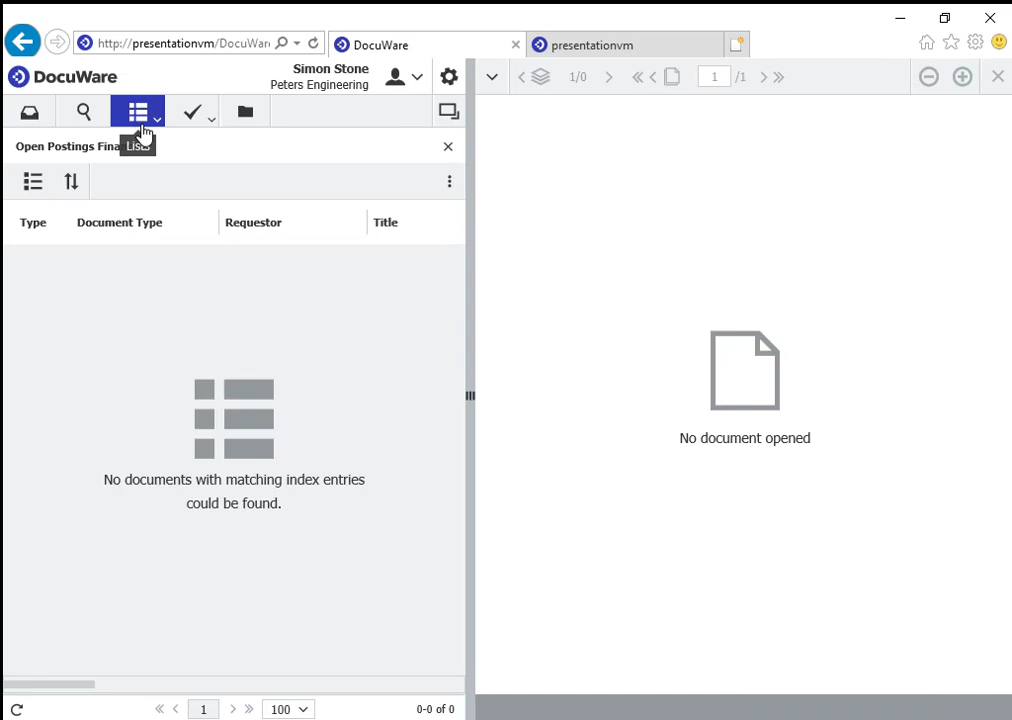 http://presentationvm/DocuWar
DocuWare
presentationvm
DocuWare
Simon Stone
Peters Engineering
1/0
1
/1
Open Postings Fina
Lists
Type
Document Type
Requestor
Title
No documents with matching index entries
could be found.
No document opened
1
100
0-0 of 0